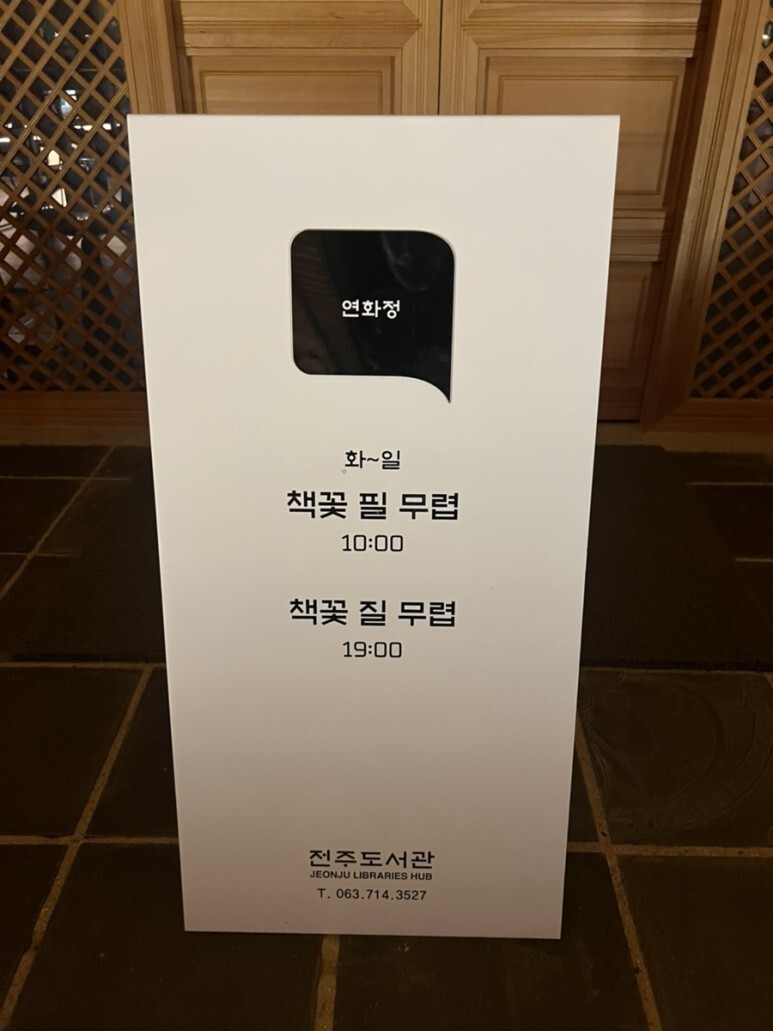 연화정
화~일
책꽃 필 무렵
10:00
책꽃 질 무렵
19:00
전주도서관
JEONJU LIBRARIES HUB
T. 063.714.3527